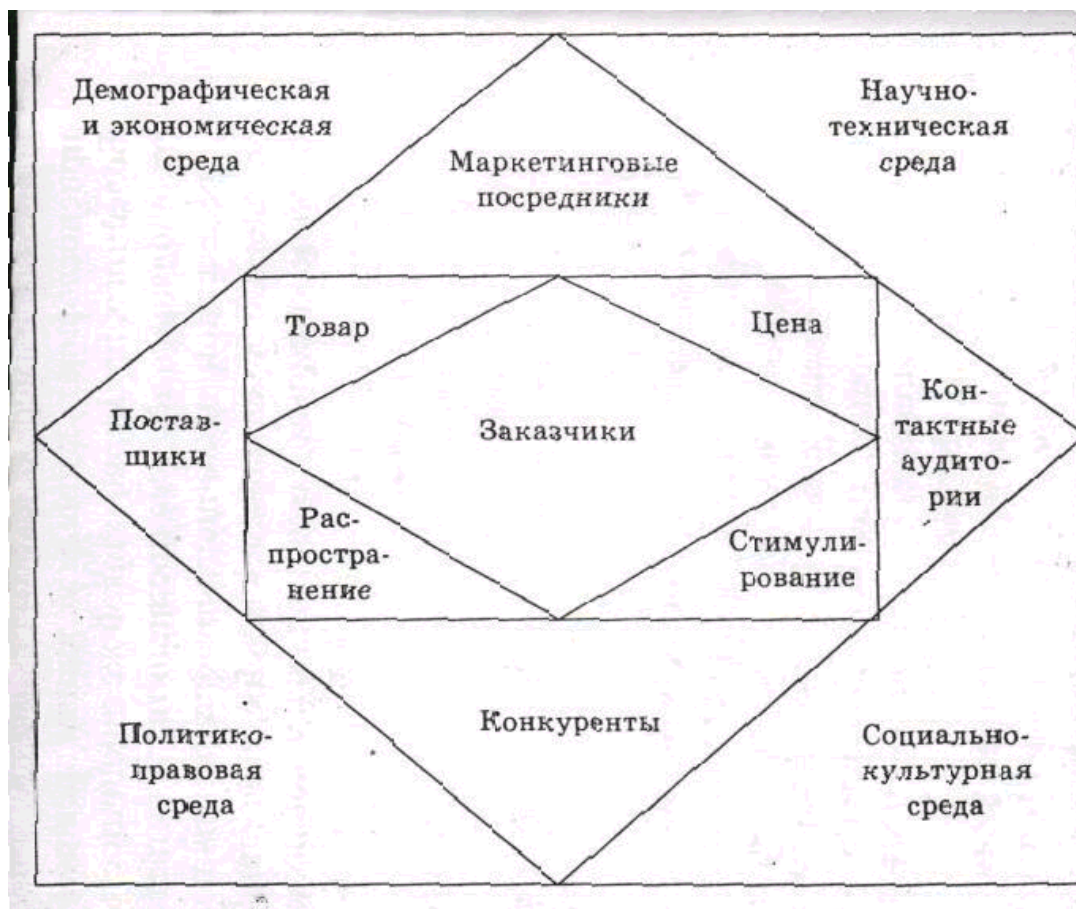 Демографическая
и экономическая
среда
Научно-
техническая
среда
Маркетинговые
посредники
Товар
Цена
Постав-
щики
Заказчики
Кон-
тактные
аудито-
рии
Рас-
простра-
нение
Стимули-
рование
Конкуренты
Политико-
правовая
среда
Социально-
культурная
среда